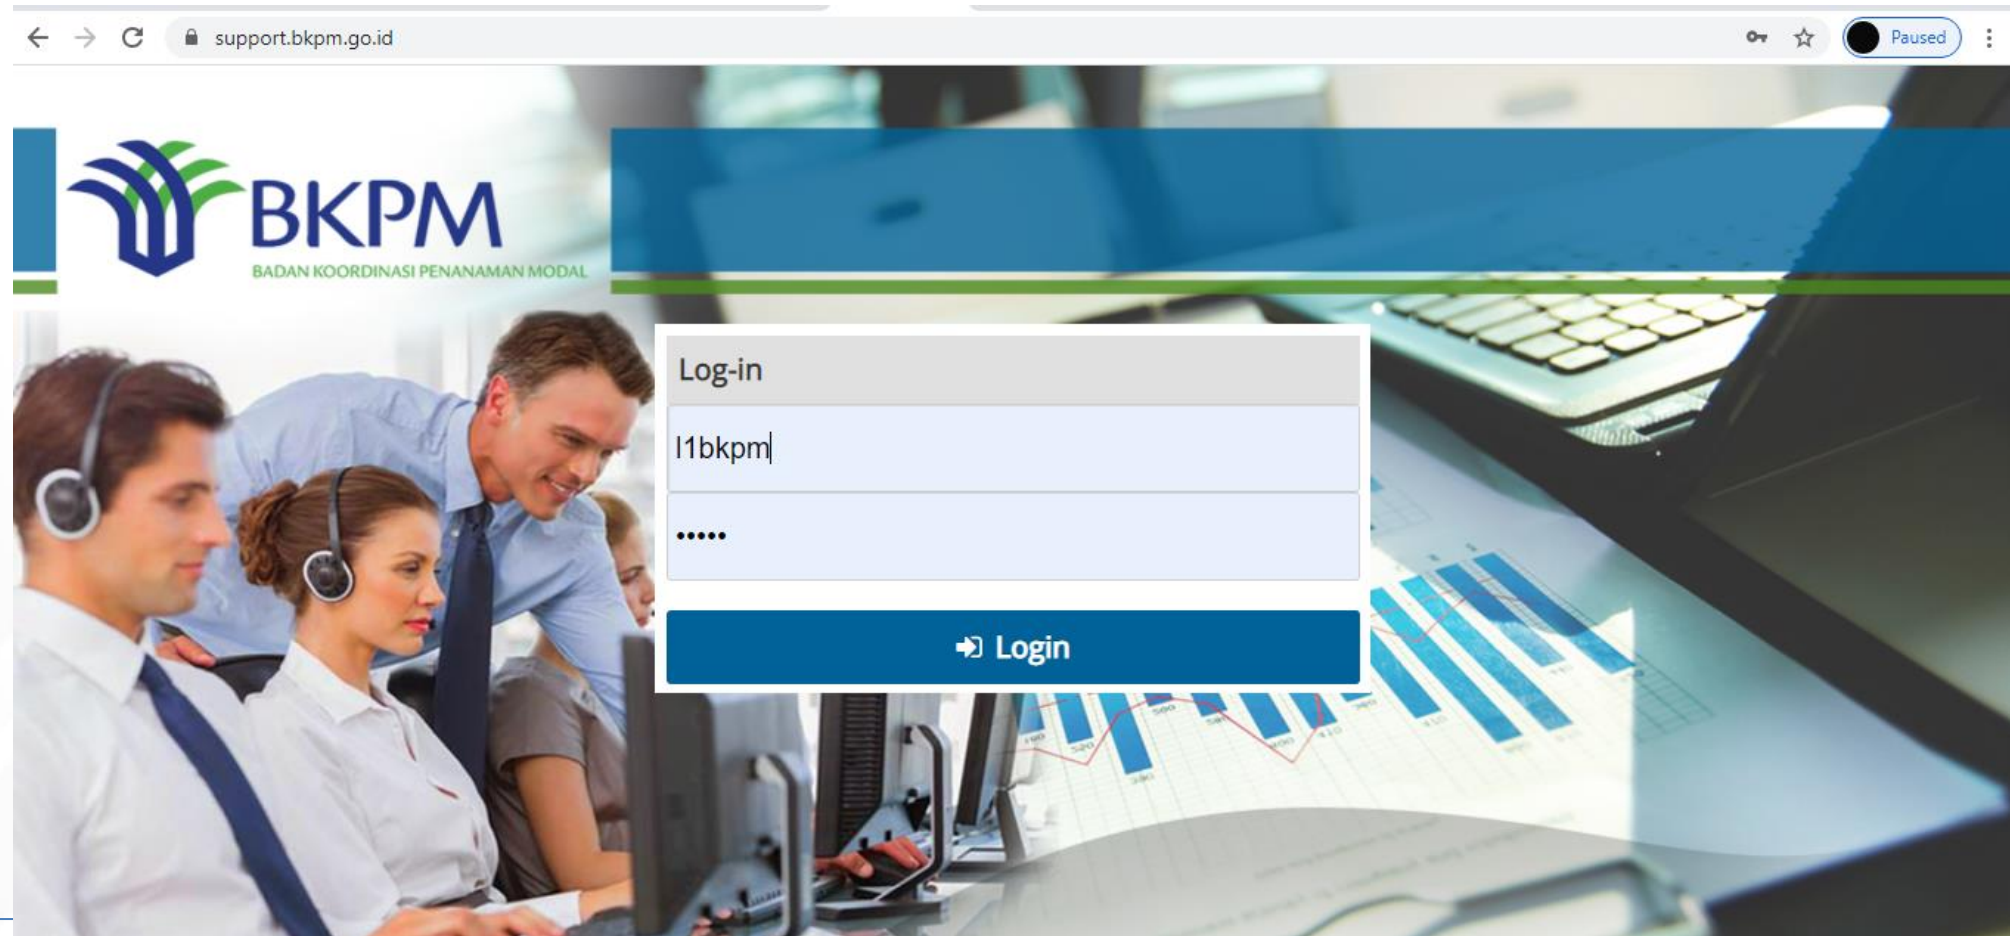 support.bkpm.go.id
Paused
BKPM
BADAN KOORDINASI PENANAMAN MODAL
Log-in
l1bkpm
•••••
Login